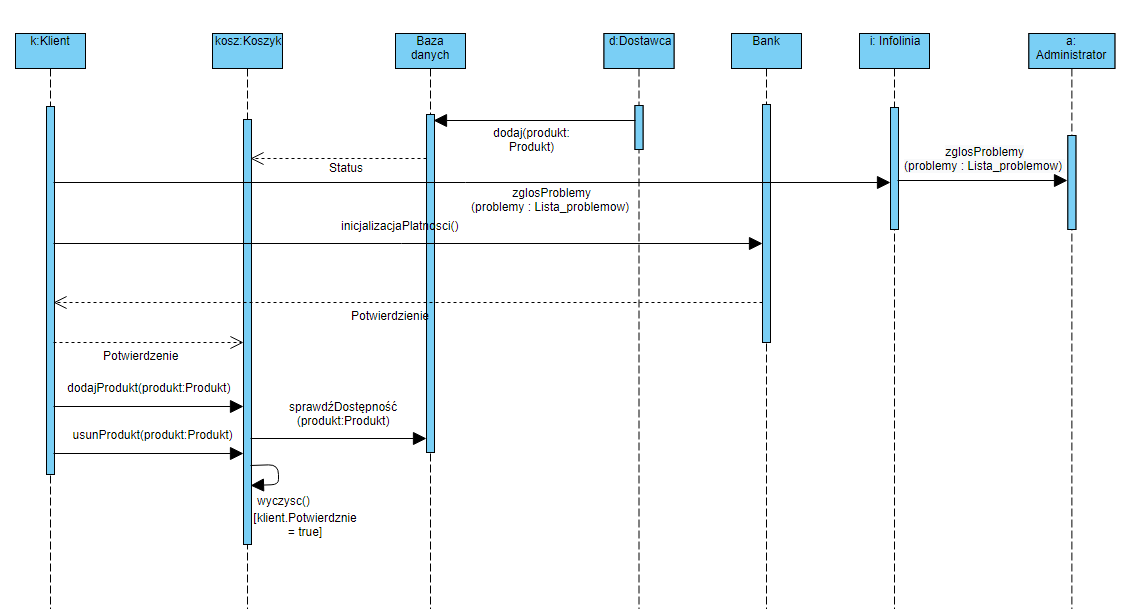 k:Klient
kosz:Koszyk
Baza
danych
d:Dostawca
Bank
i: Infolinia
a:
Administrator
dodaj(produkt:
Produkt)
Status
zglosProblemy
(problemy : Lista_problemow)
zglosProblemy
(problemy : Lista_problemow)
inicjalizacjaPlatnosci()
Potwierdzienie
Potwierdzenie
dodajProdukt(produkt:Produkt)
sprawdźDostępność
(produkt:Produkt)
usunProdukt(produkt:Produkt)
wyczysc()
[klient.Potwierdznie
= true]